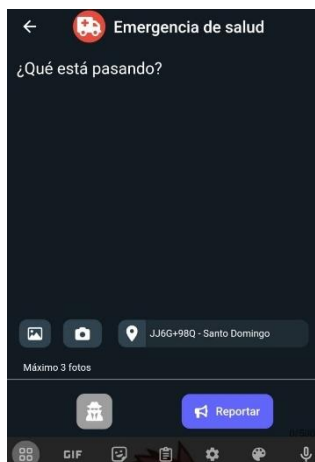 Emergencia de salud
¿Qué está pasando?
JJ6G+98Q - Santo Domingo
Máximo 3 fotos
Reportar
GIF